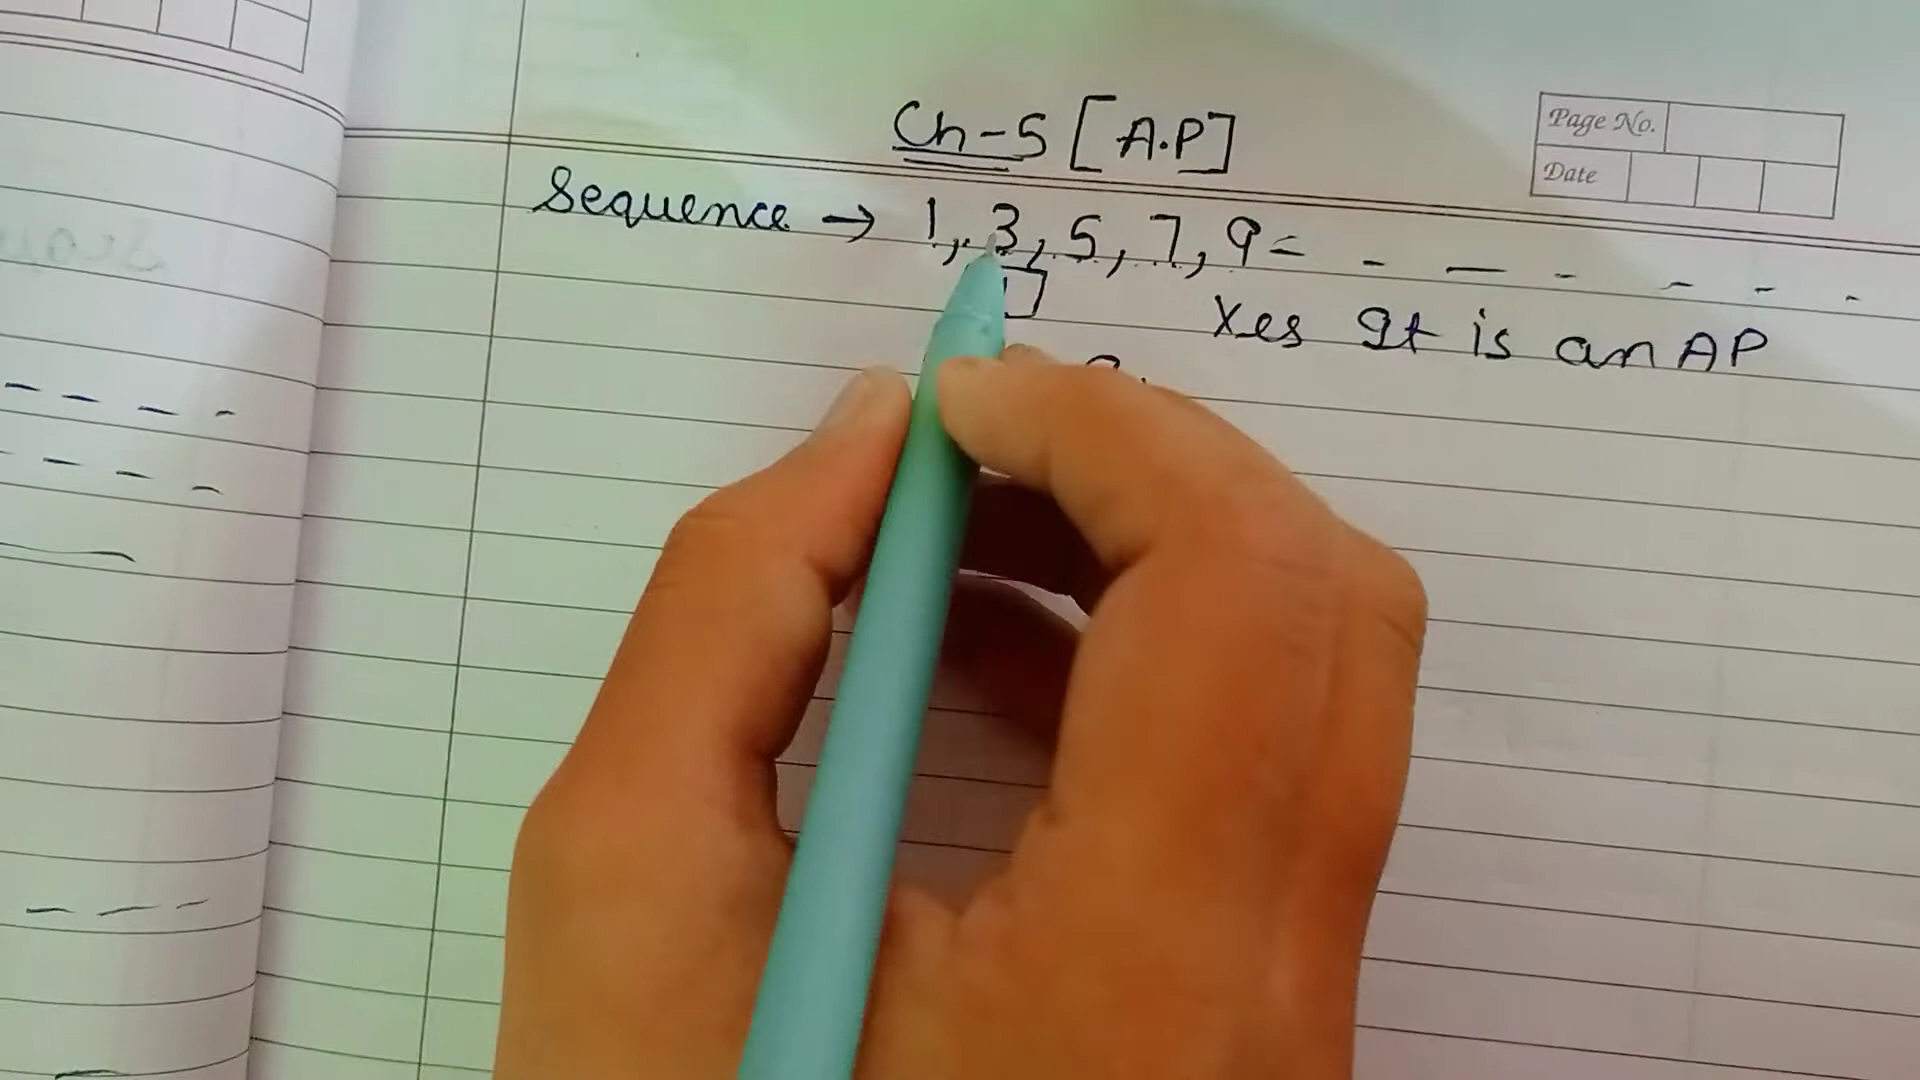 Ch-5 [A.P]
Page No.
Date
Sequence → 1, 3, 5, 7, 9 - - - - - - -
Yes It is an AP